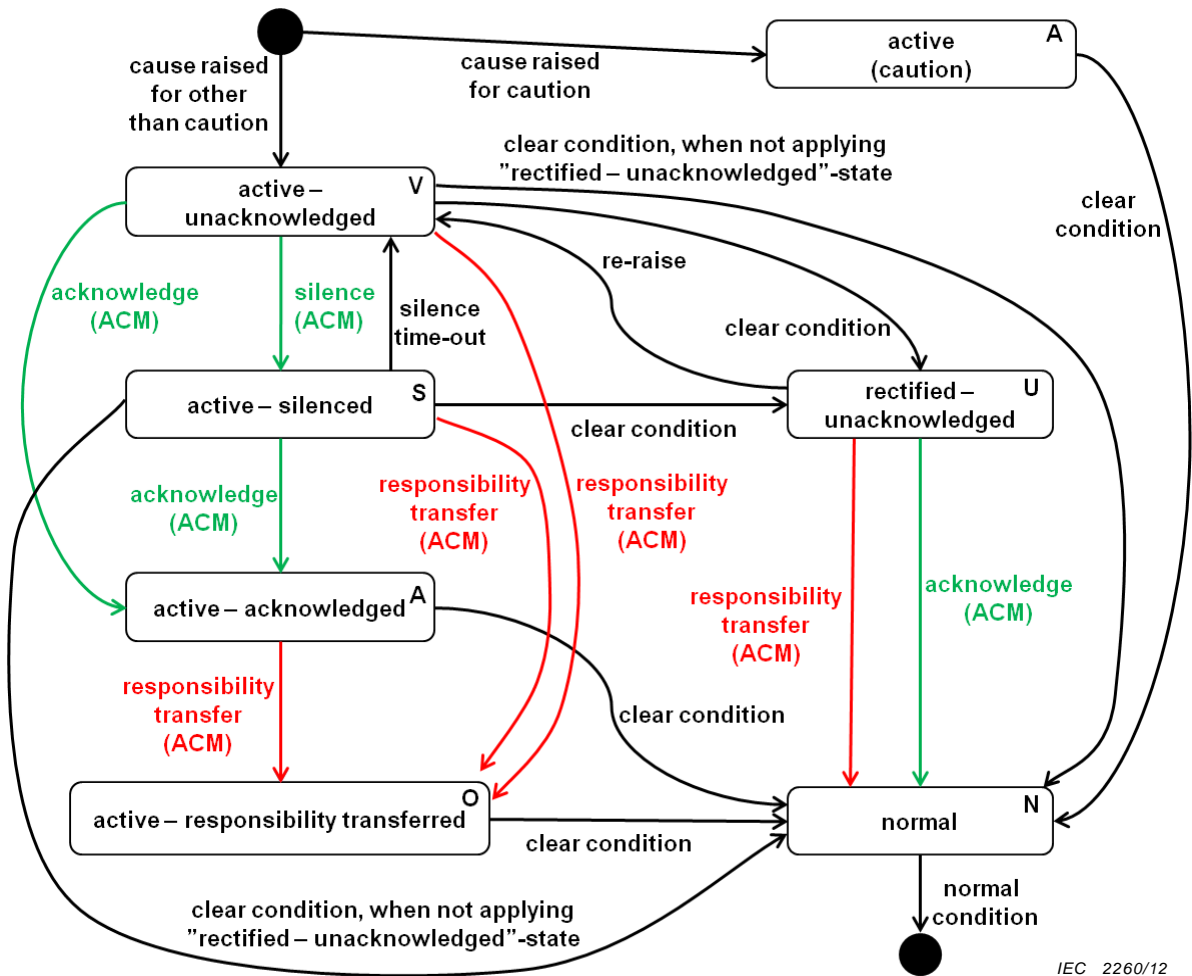 A
active
(caution)
cause raised
for other
than caution
cause raised
for caution
clear condition, when not applying
”rectified – unacknowledged”-state
V
active –
unacknowledged
clear
condition
re-raise
acknowledge
(ACM)
silence
(ACM)
silence
time-out
clear condition
S
active – silenced
U
rectified –
unacknowledged
clear condition
acknowledge
(ACM)
responsibility
transfer
(ACM)
responsibility
transfer
(ACM)
A
active – acknowledged
responsibility
transfer
(ACM)
acknowledge
(ACM)
responsibility
transfer
(ACM)
clear condition
O
active – responsibility transferred
clear condition
N
normal
clear condition, when not applying
”rectified – unacknowledged”-state
normal
condition
IEC 2260/12